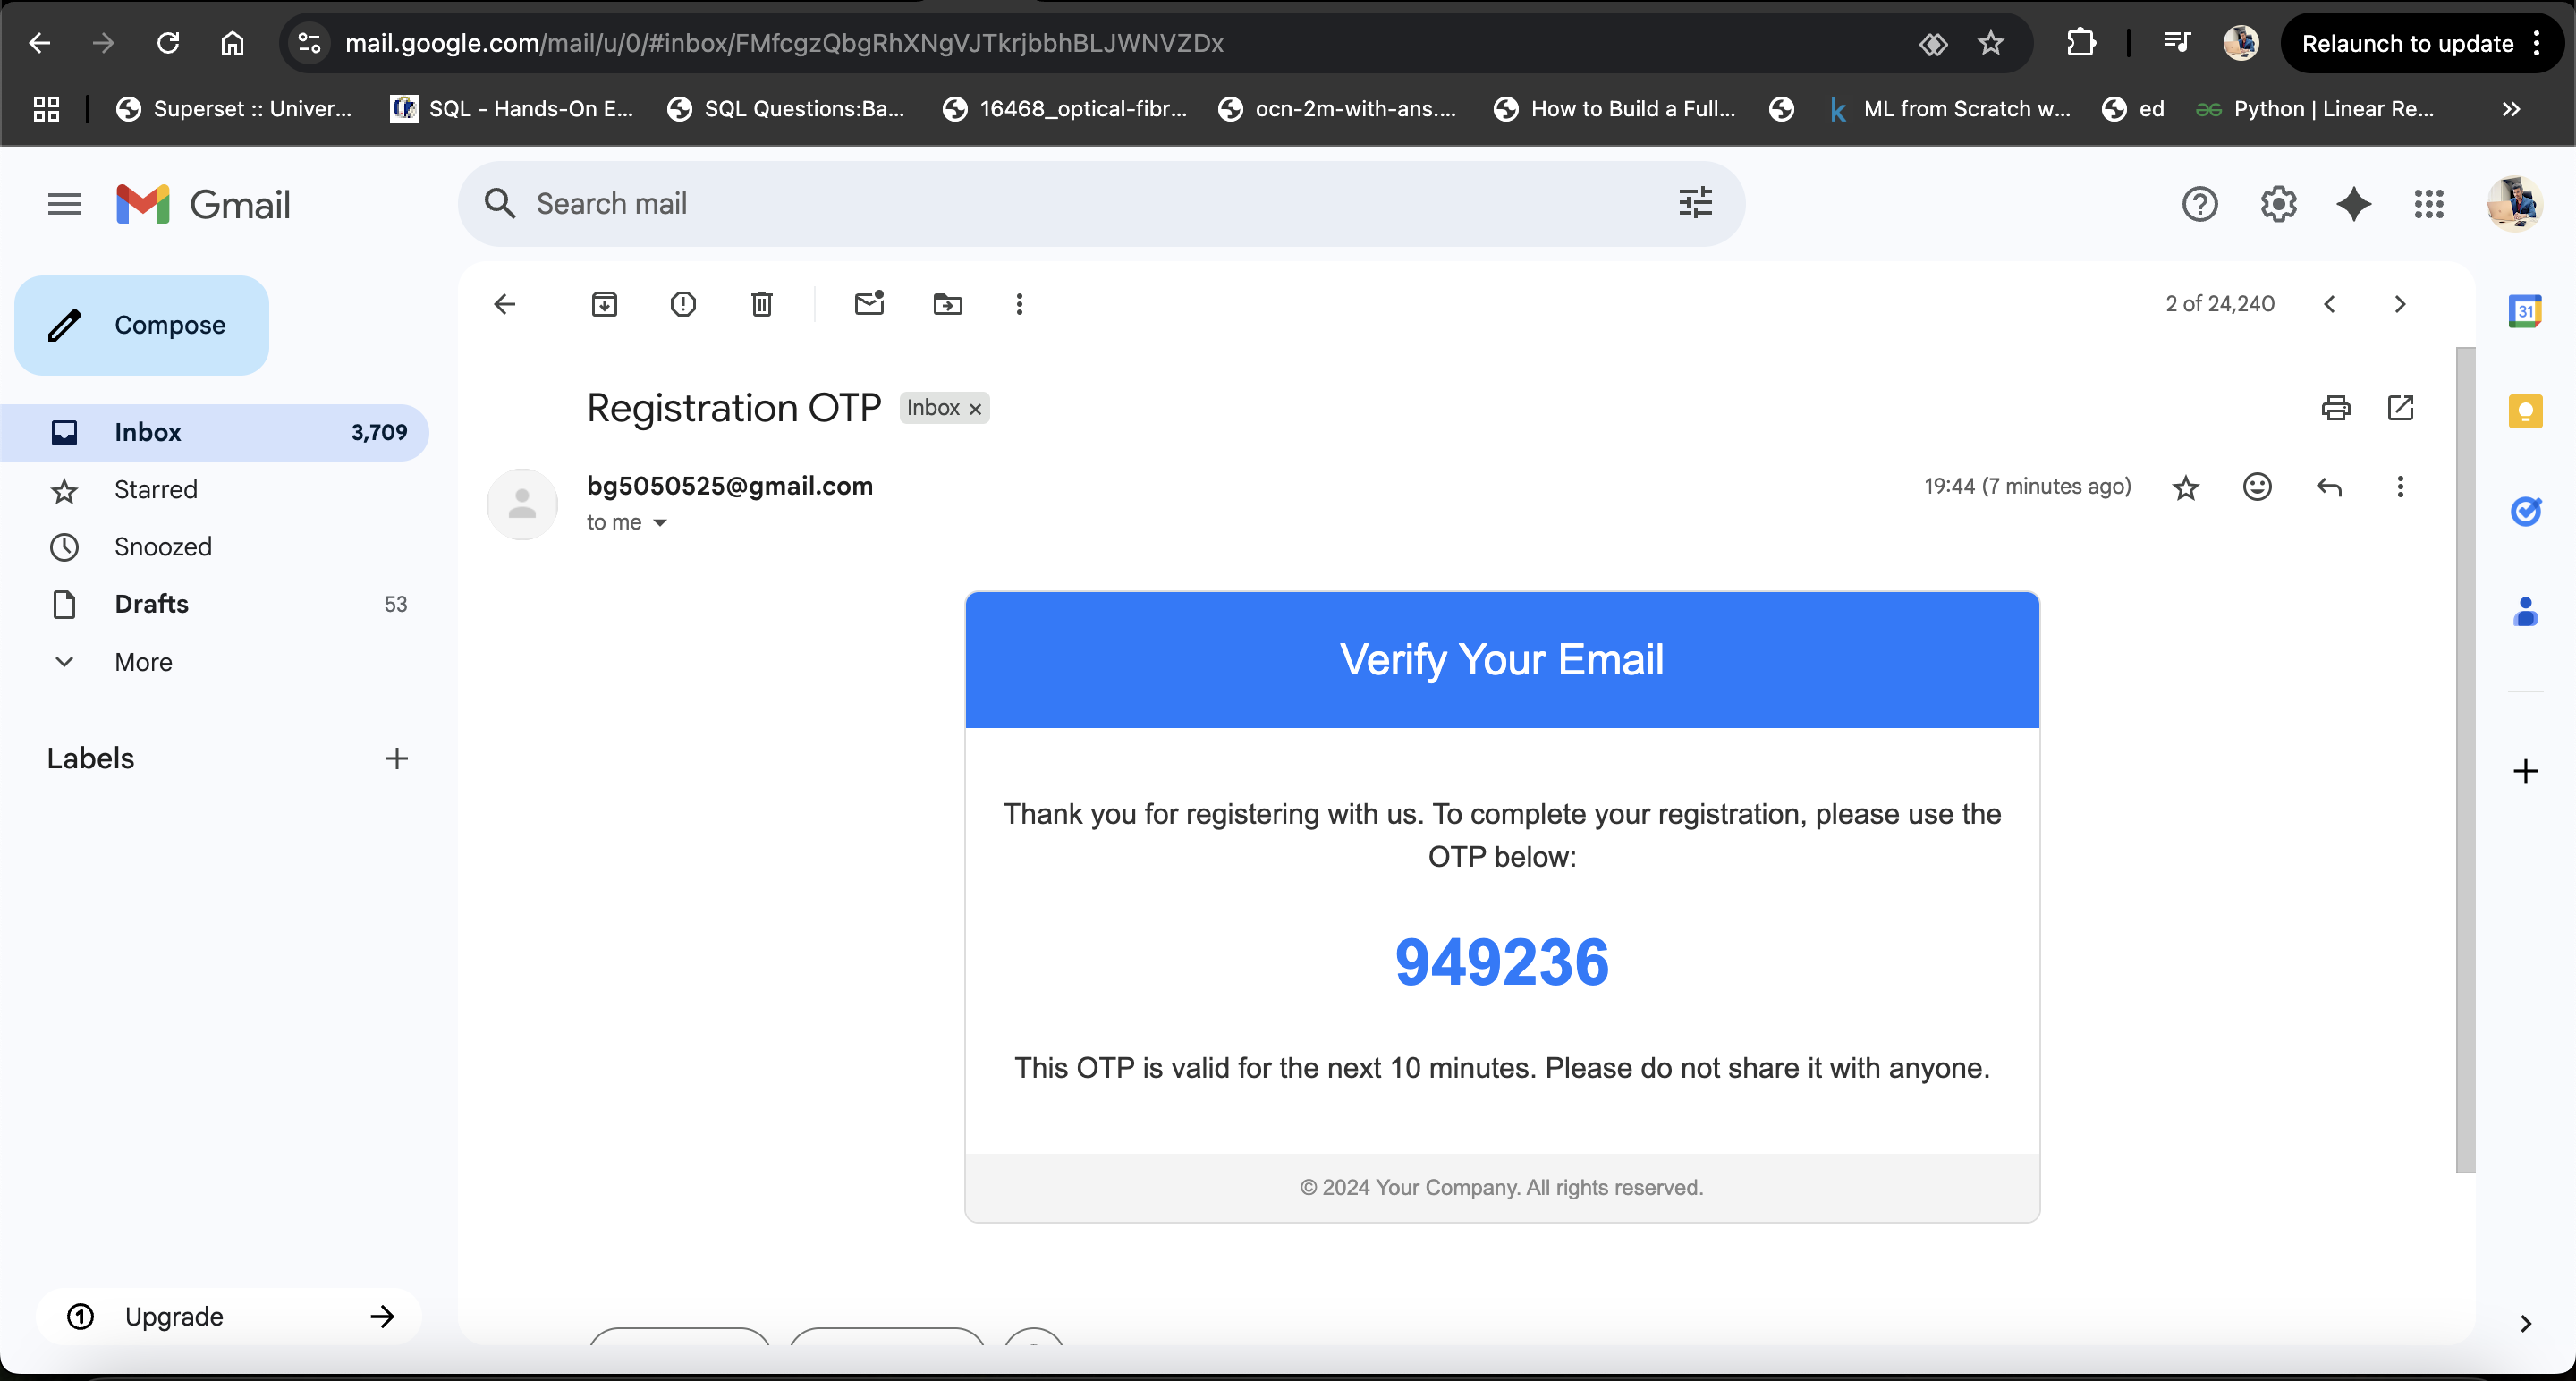 mail.google.com/mail/u/0/#inbox/FMfcgzQbgRhXNgVJTkrjbbhBLJWNVZDx
Relaunch to update
Superset :: Univer...
SQL - Hands-On E...
SQL Questions:Ba...
16468_optical-fibr...
ocn-2m-with-ans....
How to Build a Full...
k
ML from Scratch w...
ed
Python | Linear Re...
Gmail
Search mail
Compose
2 of 24,240
31
Registration OTP
Inbox ×
Inbox 3,709
bg5050525@gmail.com
19:44 (7 minutes ago)
to me
Starred
Snoozed
Drafts 53
More
Labels
Verify Your Email
Thank you for registering with us. To complete your registration, please use the
OTP below:
949236
This OTP is valid for the next 10 minutes. Please do not share it with anyone.
© 2024 Your Company. All rights reserved.
1 Upgrade